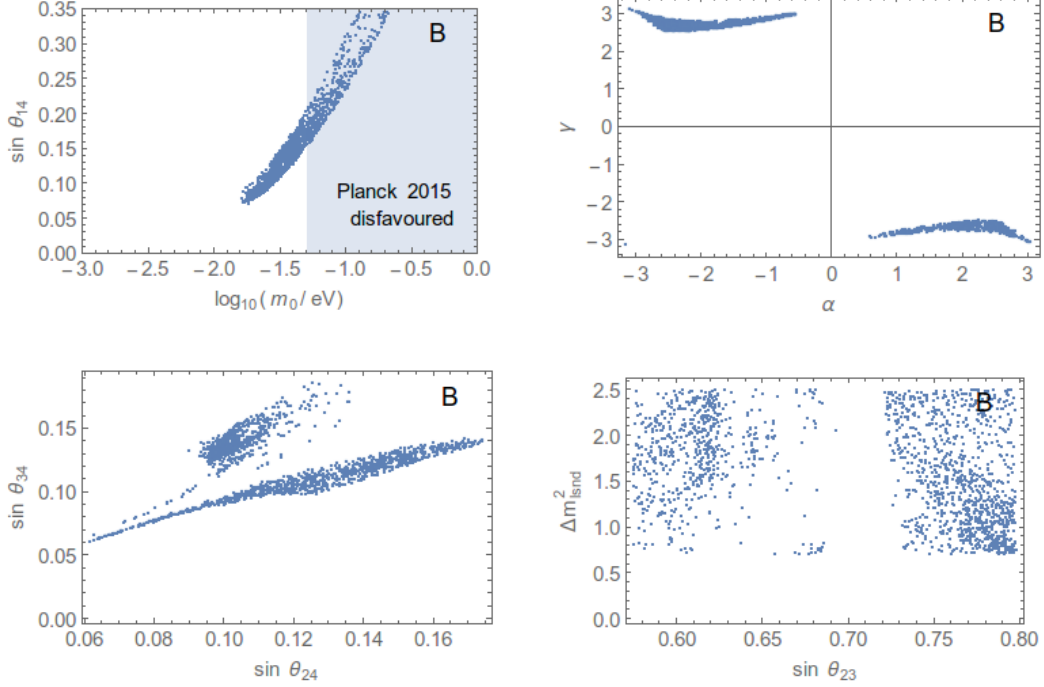 0.35
0.30
0.25
0.20
0.15
0.10
0.05
0.00
sin θ14
B
Planck 2015
disfavoured
−3.0 −2.5 −2.0 −1.5 −1.0 −0.5 0.0
log10( m0 / eV)
3
2
1
0
−1
−2
−3
γ
B
−3 −2 −1 0 1 2 3
α
0.15
0.10
0.05
0.00
sin θ34
B
0.06 0.08 0.10 0.12 0.14 0.16
sin θ24
2.5
2.0
1.5
1.0
0.5
0.0
Δm²lsnd
B
0.60 0.65 0.70 0.75 0.80
sin θ23